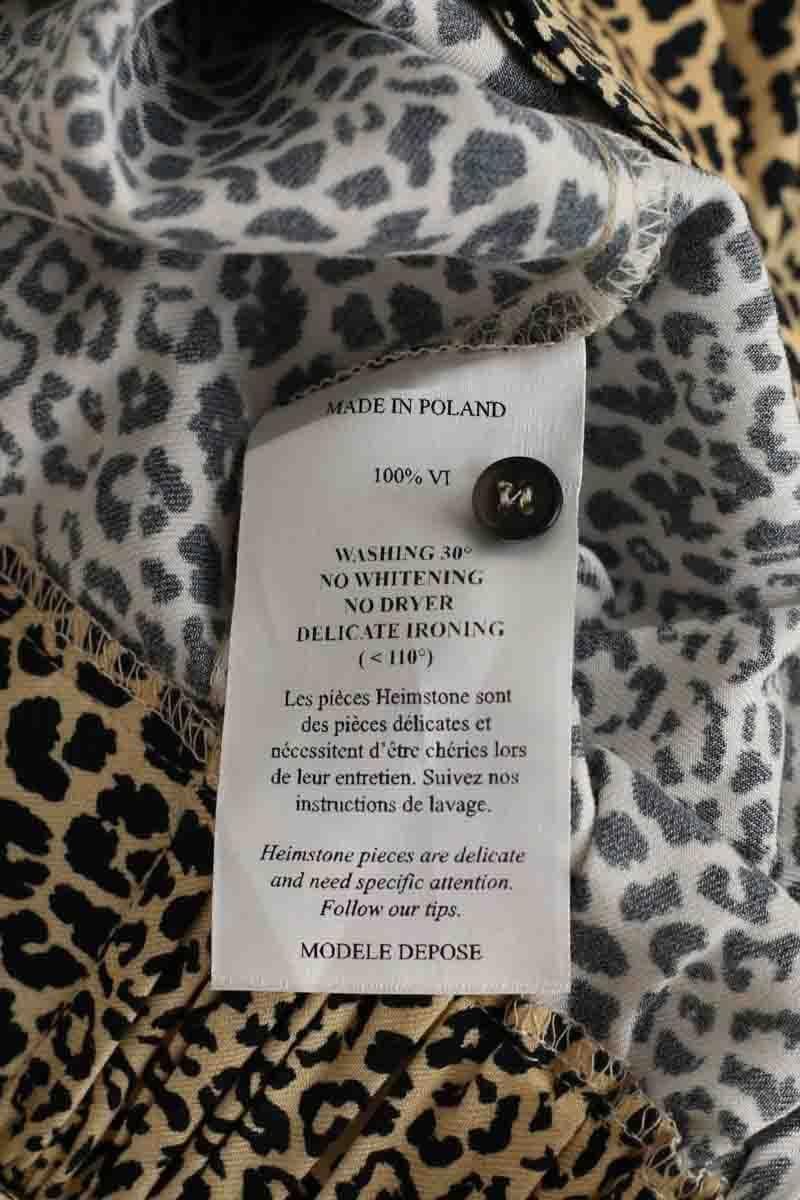 MADE IN POLAND
100% VI
WASHING 30°
NO WHITENING
NO DRYER
DELICATE IRONING
( < 110°)
Les pièces Heimstone sont
des pièces délicates et
nécessitent d'être chéries lors
de leur entretien. Suivez nos
instructions de lavage.
Heimstone pieces are delicate
and need specific attention.
Follow our tips.
MODELE DEPOSE